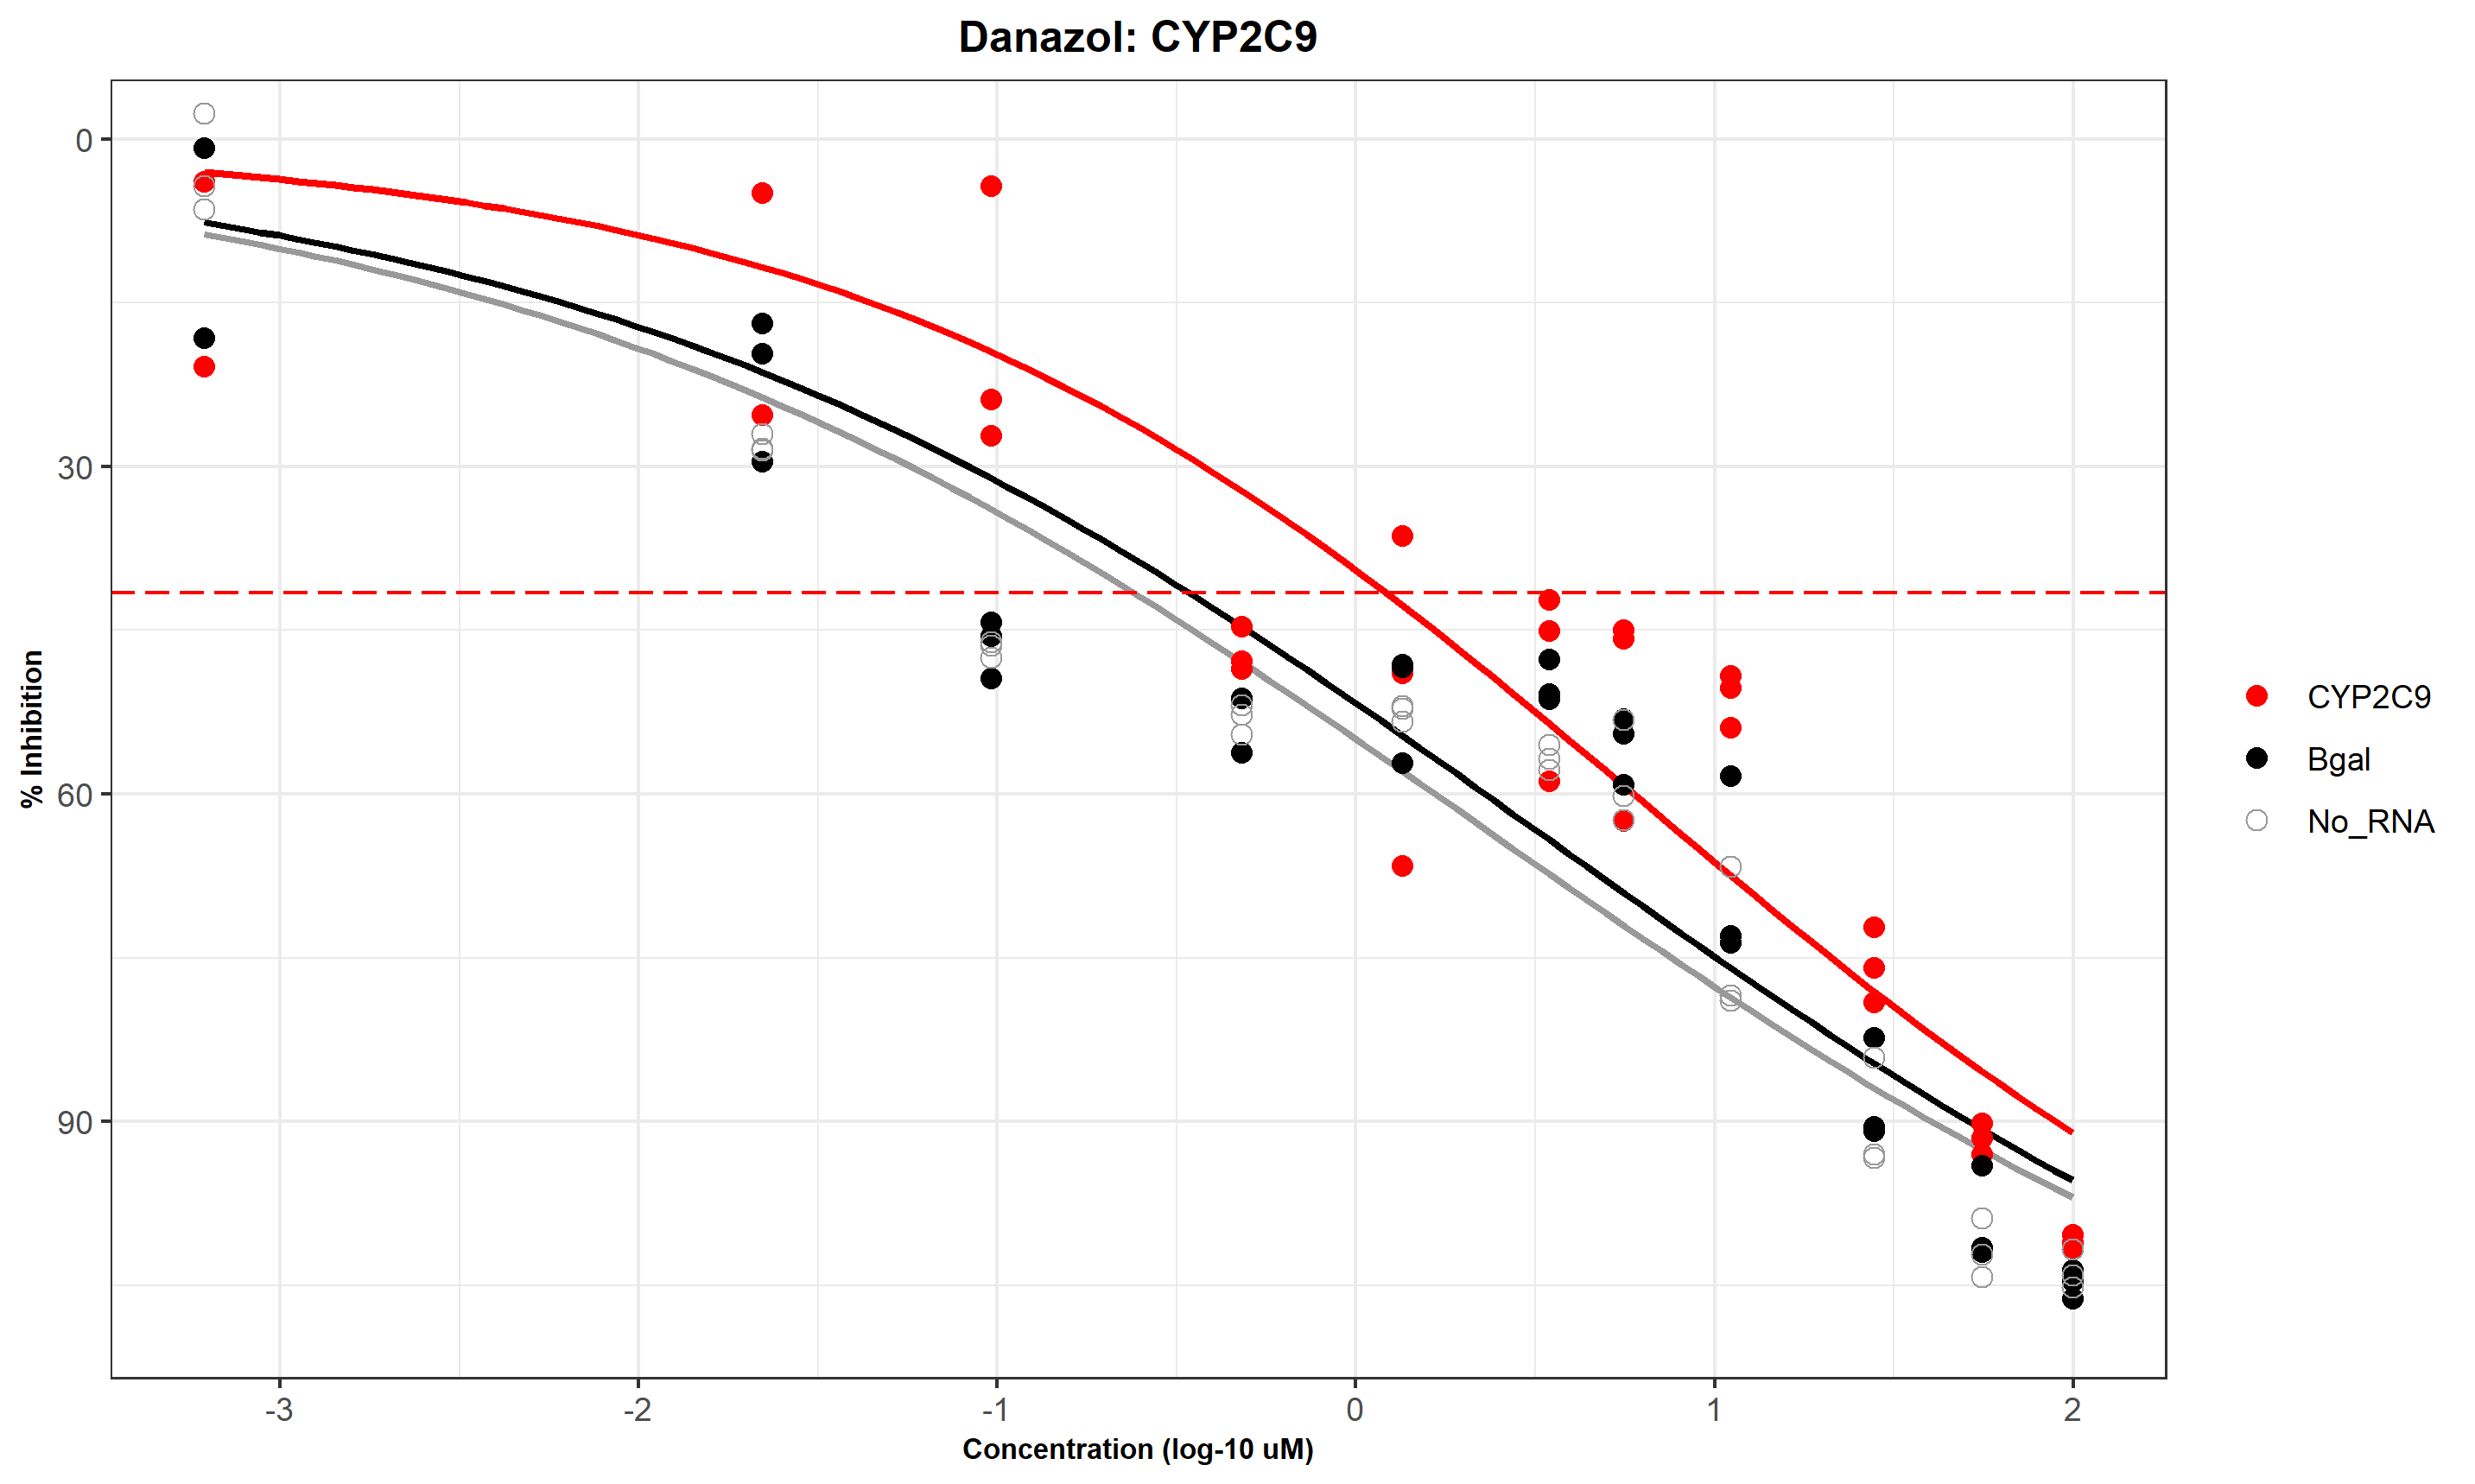 Danazol: CYP2C9
0
30
60
90
% Inhibition
-3 -2 -1 0 1 2
Concentration (log-10 uM)
CYP2C9
Bgal
No_RNA